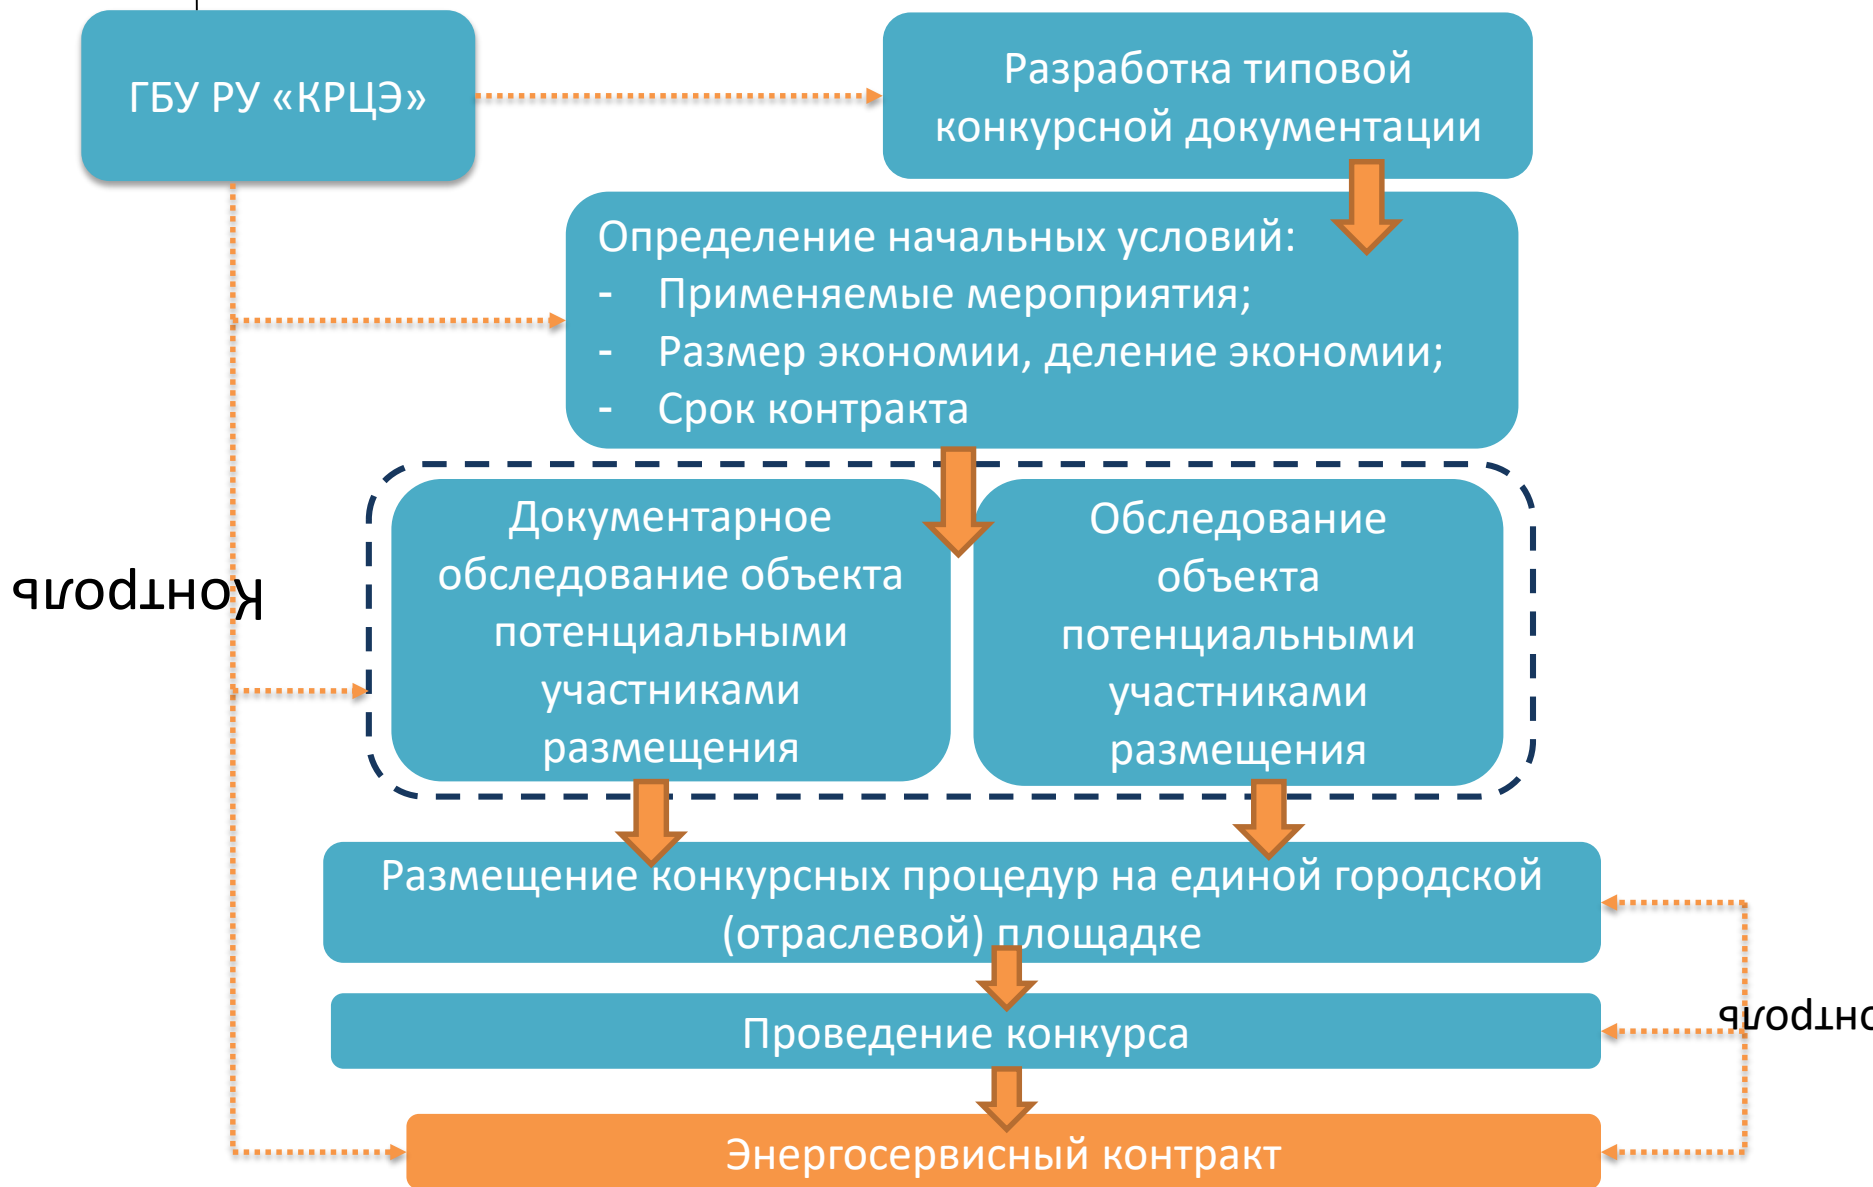 ГБУ РУ «КРЦЭ»
Разработка типовой
конкурсной документации
Определение начальных условий:
- Применяемые мероприятия;
- Размер экономии, деление экономии;
- Срок контракта
Контроль
Документарное
обследование объекта
потенциальными
участниками
размещения
Обследование
объекта
потенциальными
участниками
размещения
Размещение конкурсных процедур на единой городской
(отраслевой) площадке
Проведение конкурса
онтроль
Энергосервисный контракт